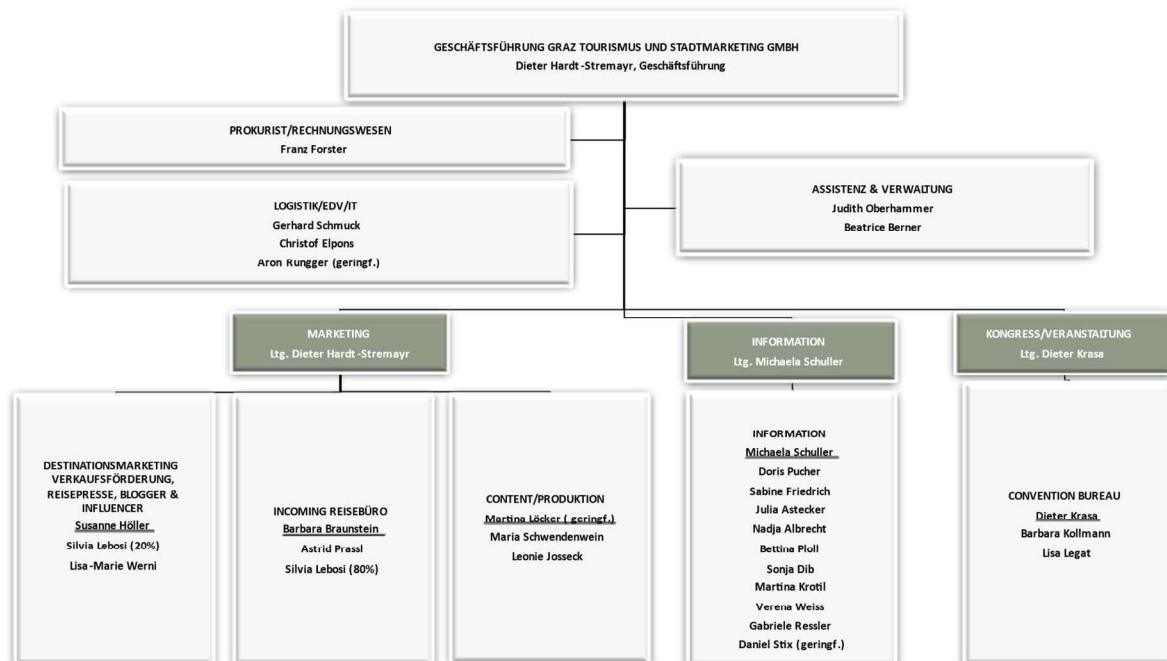 GESCHÄFTSFÜHRUNG GRAZ TOURISMUS UND STADTMARKETING GMBH
Dieter Hardt-Stremayr, Geschäftsführung
PROKURIST/RECHNUNGSWESEN
Franz Forster
LOGISTIK/EDV/IT
Gerhard Schmuck
Christof Elpons
Aron Rungger (geringf.)
ASSISTENZ & VERWALTUNG
Judith Oberhammer
Beatrice Berner
MARKETING
Ltg. Dieter Hardt-Stremayr
INFORMATION
Ltg. Michaela Schuller
KONGRESS/VERANSTALTUNG
Ltg. Dieter Krasa
DESTINATIONSMARKETING
VERKAUFSFÖRDERUNG,
REISEPRESSE, BLOGGER &
INFLUENCER
Susanne Höller
Silvia Lebosi (20%)
Lisa-Marie Werni
INCOMING REISEBÜRO
Barbara Braunstein
Astrid Prassl
Silvia Lebosi (80%)
CONTENT/PRODUKTION
Martina Löcker ( geringf.)
Maria Schwendenwein
Leonie Josseck
INFORMATION
Michaela Schuller
Doris Pucher
Sabine Friedrich
Julia Astecker
Nadja Albrecht
Bettina Ploll
Sonja Dib
Martina Krotil
Verena Weiss
Gabriele Ressler
Daniel Stix (geringf.)
CONVENTION BUREAU
Dieter Krasa
Barbara Kollmann
Lisa Legat